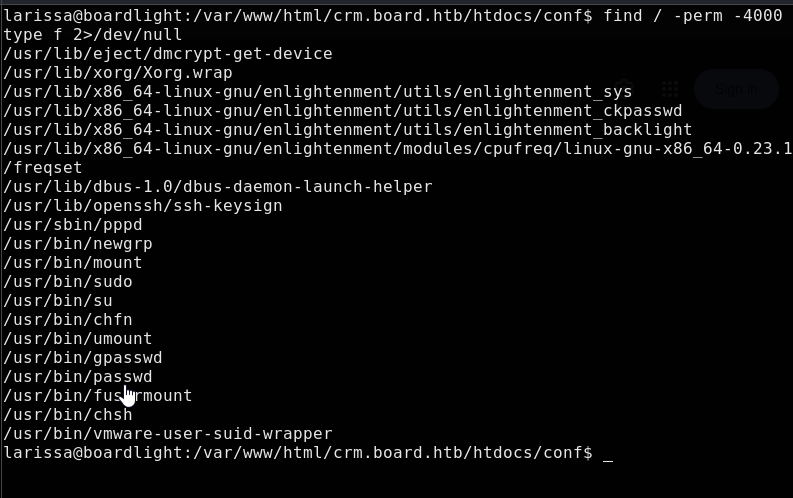 larissa@boardlight:/var/www/html/crm.board.htb/htdocs/conf$ find / -perm -4000
type f 2>/dev/null
/usr/lib/eject/dmcrypt-get-device
/usr/lib/xorg/Xorg.wrap
/usr/lib/x86_64-linux-gnu/enlightenment/utils/enlightenment_sys
Sign in
/usr/lib/x86_64-linux-gnu/enlightenment/utils/enlightenment_ckpasswd
/usr/lib/x86_64-linux-gnu/enlightenment/utils/enlightenment_backlight
/usr/lib/x86_64-linux-gnu/enlightenment/modules/cpufreq/linux-gnu-x86_64-0.23.1
/freqset
/usr/lib/dbus-1.0/dbus-daemon-launch-helper
/usr/lib/openssh/ssh-keysign
/usr/sbin/pppd
/usr/bin/newgrp
/usr/bin/mount
/usr/bin/sudo
/usr/bin/su
/usr/bin/chfn
/usr/bin/umount
/usr/bin/gpasswd
/usr/bin/passwd
/usr/bin/fusermount
/usr/bin/chsh
/usr/bin/vmware-user-suid-wrapper
larissa@boardlight:/var/www/html/crm.board.htb/htdocs/conf$ _